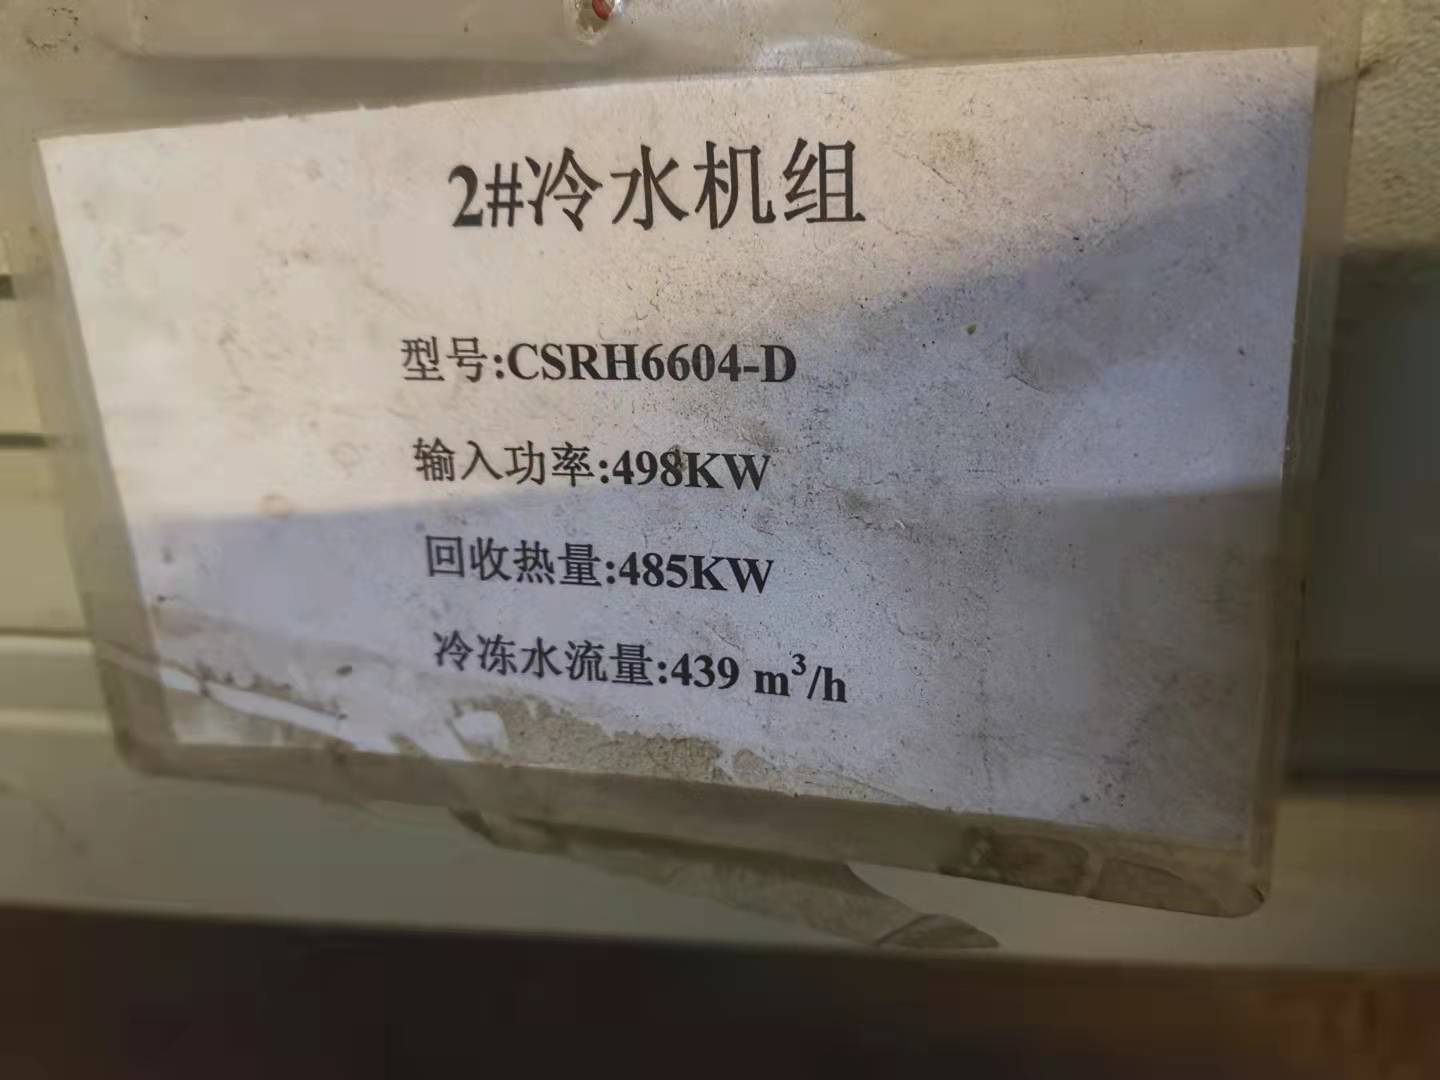 2#冷水机组
型号:CSRH6604-D
输入功率:498KW
回收热量:485KW
冷冻水流量:439 m³/h